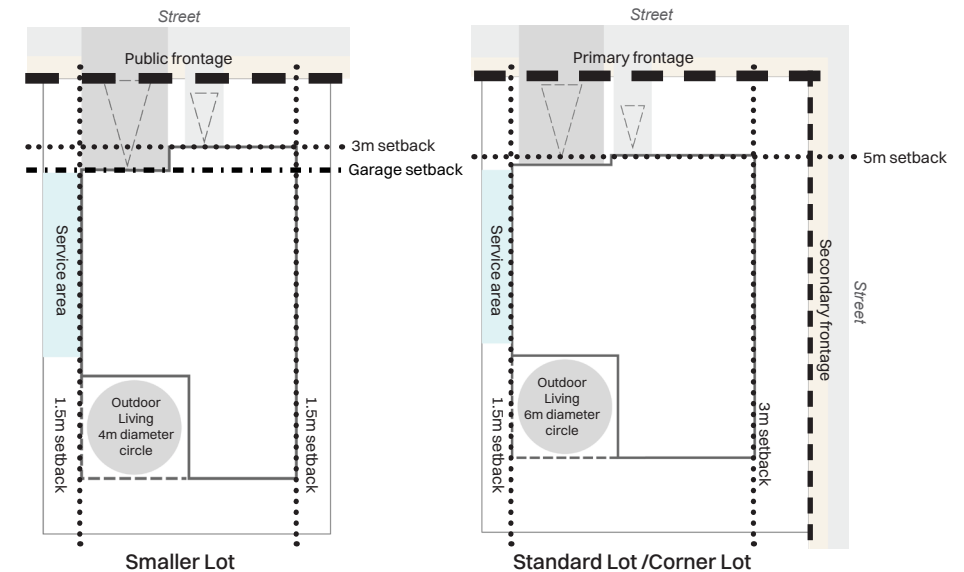 Street
Public frontage
3m setback
Garage setback
Service area
Outdoor
Living
4m diameter
circle
1.5m setback
1.5m setback
Smaller Lot
Street
Primary frontage
5m setback
Service area
Secondary frontage
Street
Outdoor
Living
6m diameter
circle
1.5m setback
3m setback
Standard Lot /Corner Lot